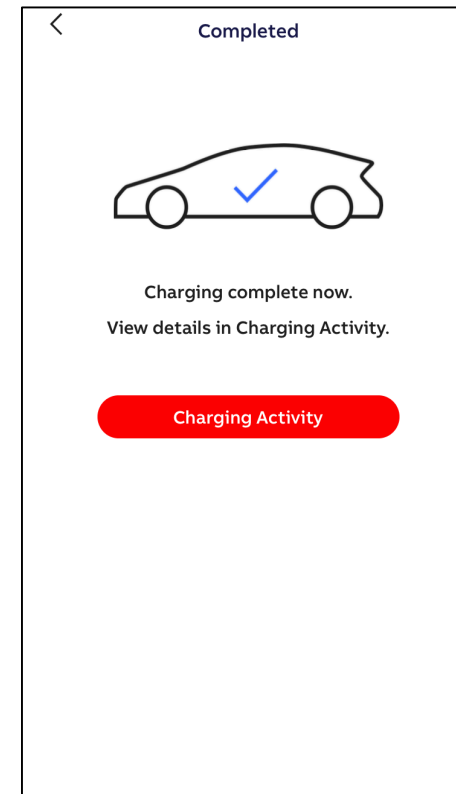 Completed
Charging complete now.
View details in Charging Activity.
Charging Activity